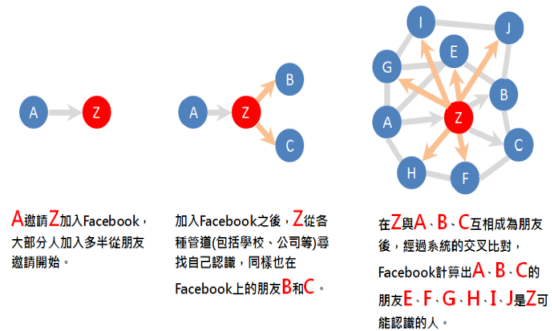 A
Z
A
Z
B
C
I
J
E
G
B
A
Z
C
H
F
A邀請Z加入Facebook，
大部分人加入多半從朋友
邀請開始。
加入Facebook之後，Z從各
種管道(包括學校、公司等)尋
找自己認識，同樣也在
Facebook上的朋友B和C。
在Z與A、B、C互相成為朋友
後，經過系統的交叉比對，
Facebook計算出A、B、C的
朋友E、F、G、H、I、J是Z可
能認識的人。